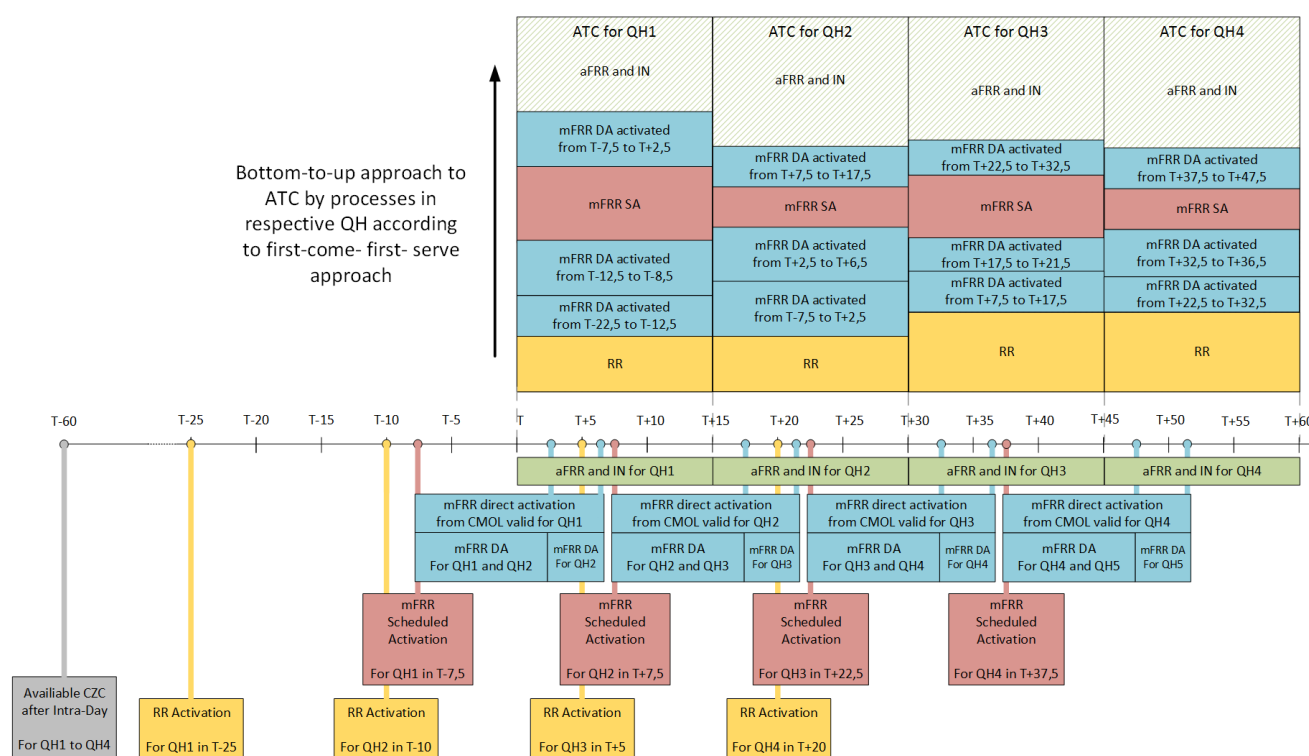 ATC for QH1
aFRR and IN
mFRR DA activated
from T-7,5 to T+2,5
mFRR SA
mFRR DA activated
from T-12,5 to T-8,5
mFRR DA activated
from T-22,5 to T-12,5
RR
ATC for QH2
aFRR and IN
mFRR DA activated
from T+7,5 to T+17,5
mFRR SA
mFRR DA activated
from T+2,5 to T+6,5
mFRR DA activated
from T-7,5 to T+2,5
RR
ATC for QH3
aFRR and IN
mFRR DA activated
from T+22,5 to T+32,5
mFRR SA
mFRR DA activated
from T+17,5 to T+21,5
mFRR DA activated
from T+7,5 to T+17,5
RR
ATC for QH4
aFRR and IN
mFRR DA activated
from T+37,5 to T+47,5
mFRR SA
mFRR DA activated
from T+32,5 to T+36,5
mFRR DA activated
from T+22,5 to T+32,5
RR
Bottom-to-up approach to
ATC by processes in
respective QH according
to first-come- first- serve
approach
T-60 T-25 T-20 T-15 T-10 T-5 T T+5 T+10 T+15 T+20 T+25 T+30 T+35 T+40 T+45 T+50 T+55 T+60
aFRR and IN for QH1
aFRR and IN for QH2
aFRR and IN for QH3
aFRR and IN for QH4
mFRR direct activation
from CMOL valid for QH1
mFRR direct activation
from CMOL valid for QH2
mFRR direct activation
from CMOL valid for QH3
mFRR direct activation
from CMOL valid for QH4
mFRR DA
For QH1 and QH2
mFRR DA
For QH2
mFRR DA
For QH2 and QH3
mFRR DA
For QH3
mFRR DA
For QH3 and QH4
mFRR DA
For QH4
mFRR DA
For QH4 and QH5
mFRR DA
For QH5
mFRR
Scheduled
Activation
For QH1 in T-7,5
mFRR
Scheduled
Activation
For QH2 in T+7,5
mFRR
Scheduled
Activation
For QH3 in T+22,5
mFRR
Scheduled
Activation
For QH4 in T+37,5
Availiable CZC
after Intra-Day
For QH1 to QH4
RR Activation
For QH1 in T-25
RR Activation
For QH2 in T-10
RR Activation
For QH3 in T+5
RR Activation
For QH4 in T+20